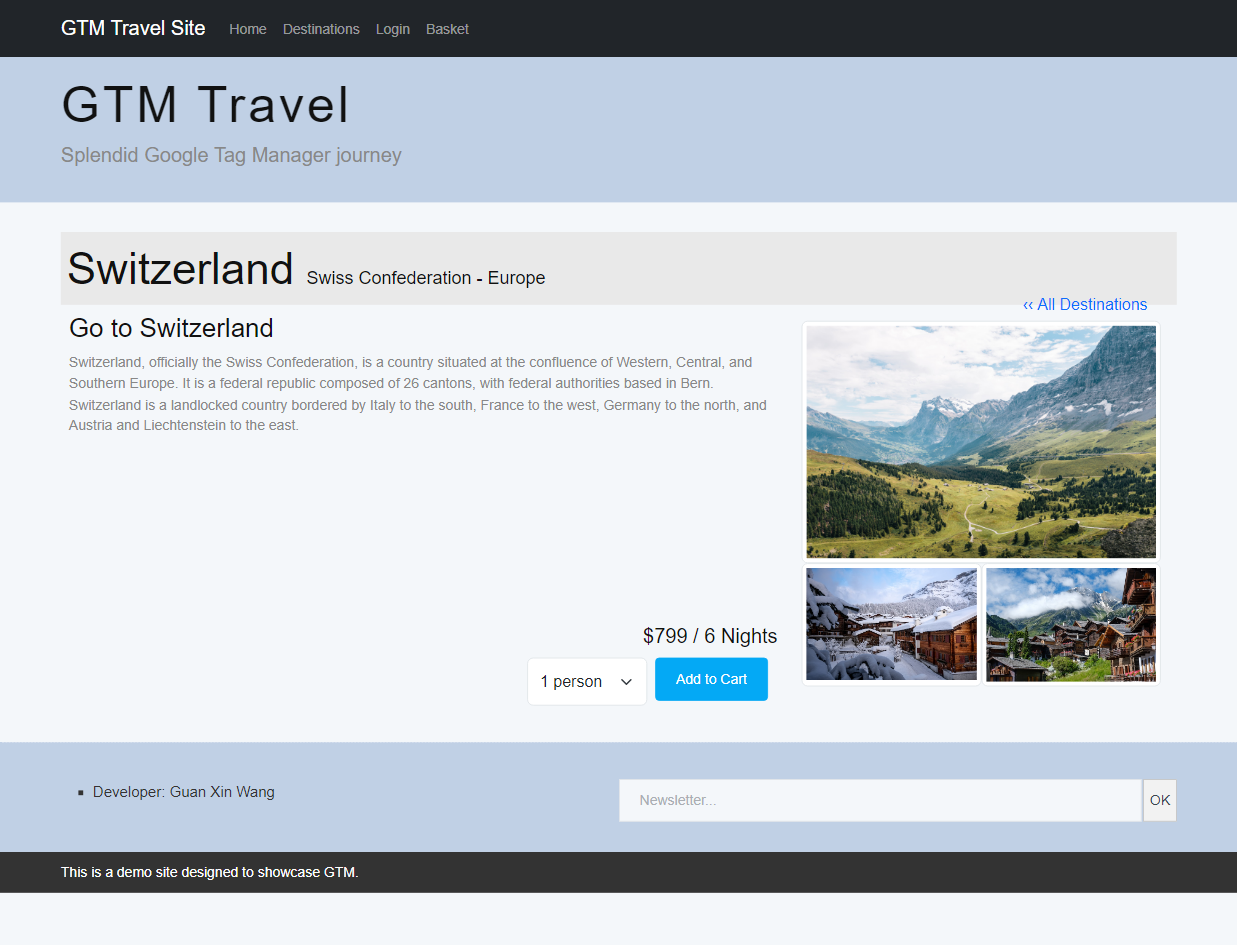 GTM Travel Site Home Destinations Login Basket
GTM Travel
Splendid Google Tag Manager journey
Switzerland Swiss Confederation - Europe
‹‹ All Destinations
Go to Switzerland
Switzerland, officially the Swiss Confederation, is a country situated at the confluence of Western, Central, and
Southern Europe. It is a federal republic composed of 26 cantons, with federal authorities based in Bern.
Switzerland is a landlocked country bordered by Italy to the south, France to the west, Germany to the north, and
Austria and Liechtenstein to the east.
$799 / 6 Nights
1 person Add to Cart
Developer: Guan Xin Wang
Newsletter... OK
This is a demo site designed to showcase GTM.